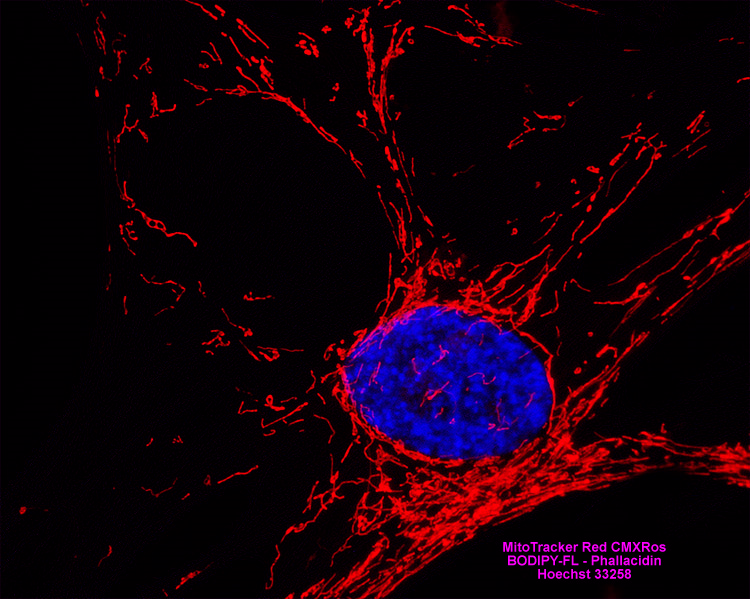 MitoTracker Red CMXRos
BODIPY-FL - Phallacidin
Hoechst 33258